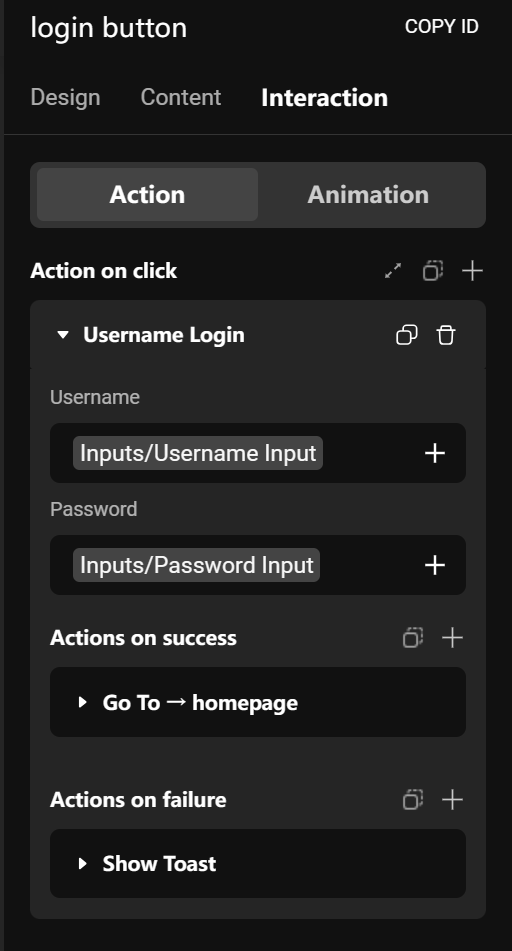 login button
COPY ID
Design
Content
Interaction
Action
Animation
Action on click
Username Login
Username
Inputs/Username Input
Password
Inputs/Password Input
Actions on success
Go To → homepage
Actions on failure
Show Toast